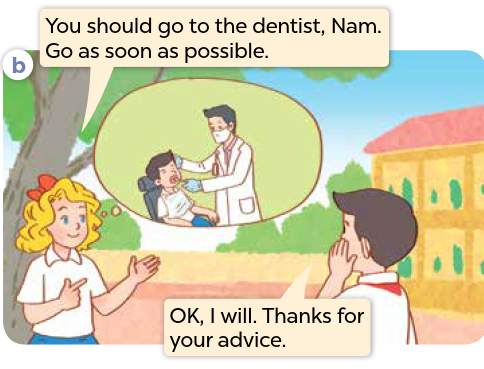 You should go to the dentist, Nam.
Go as soon as possible.
b
OK, I will. Thanks for
your advice.